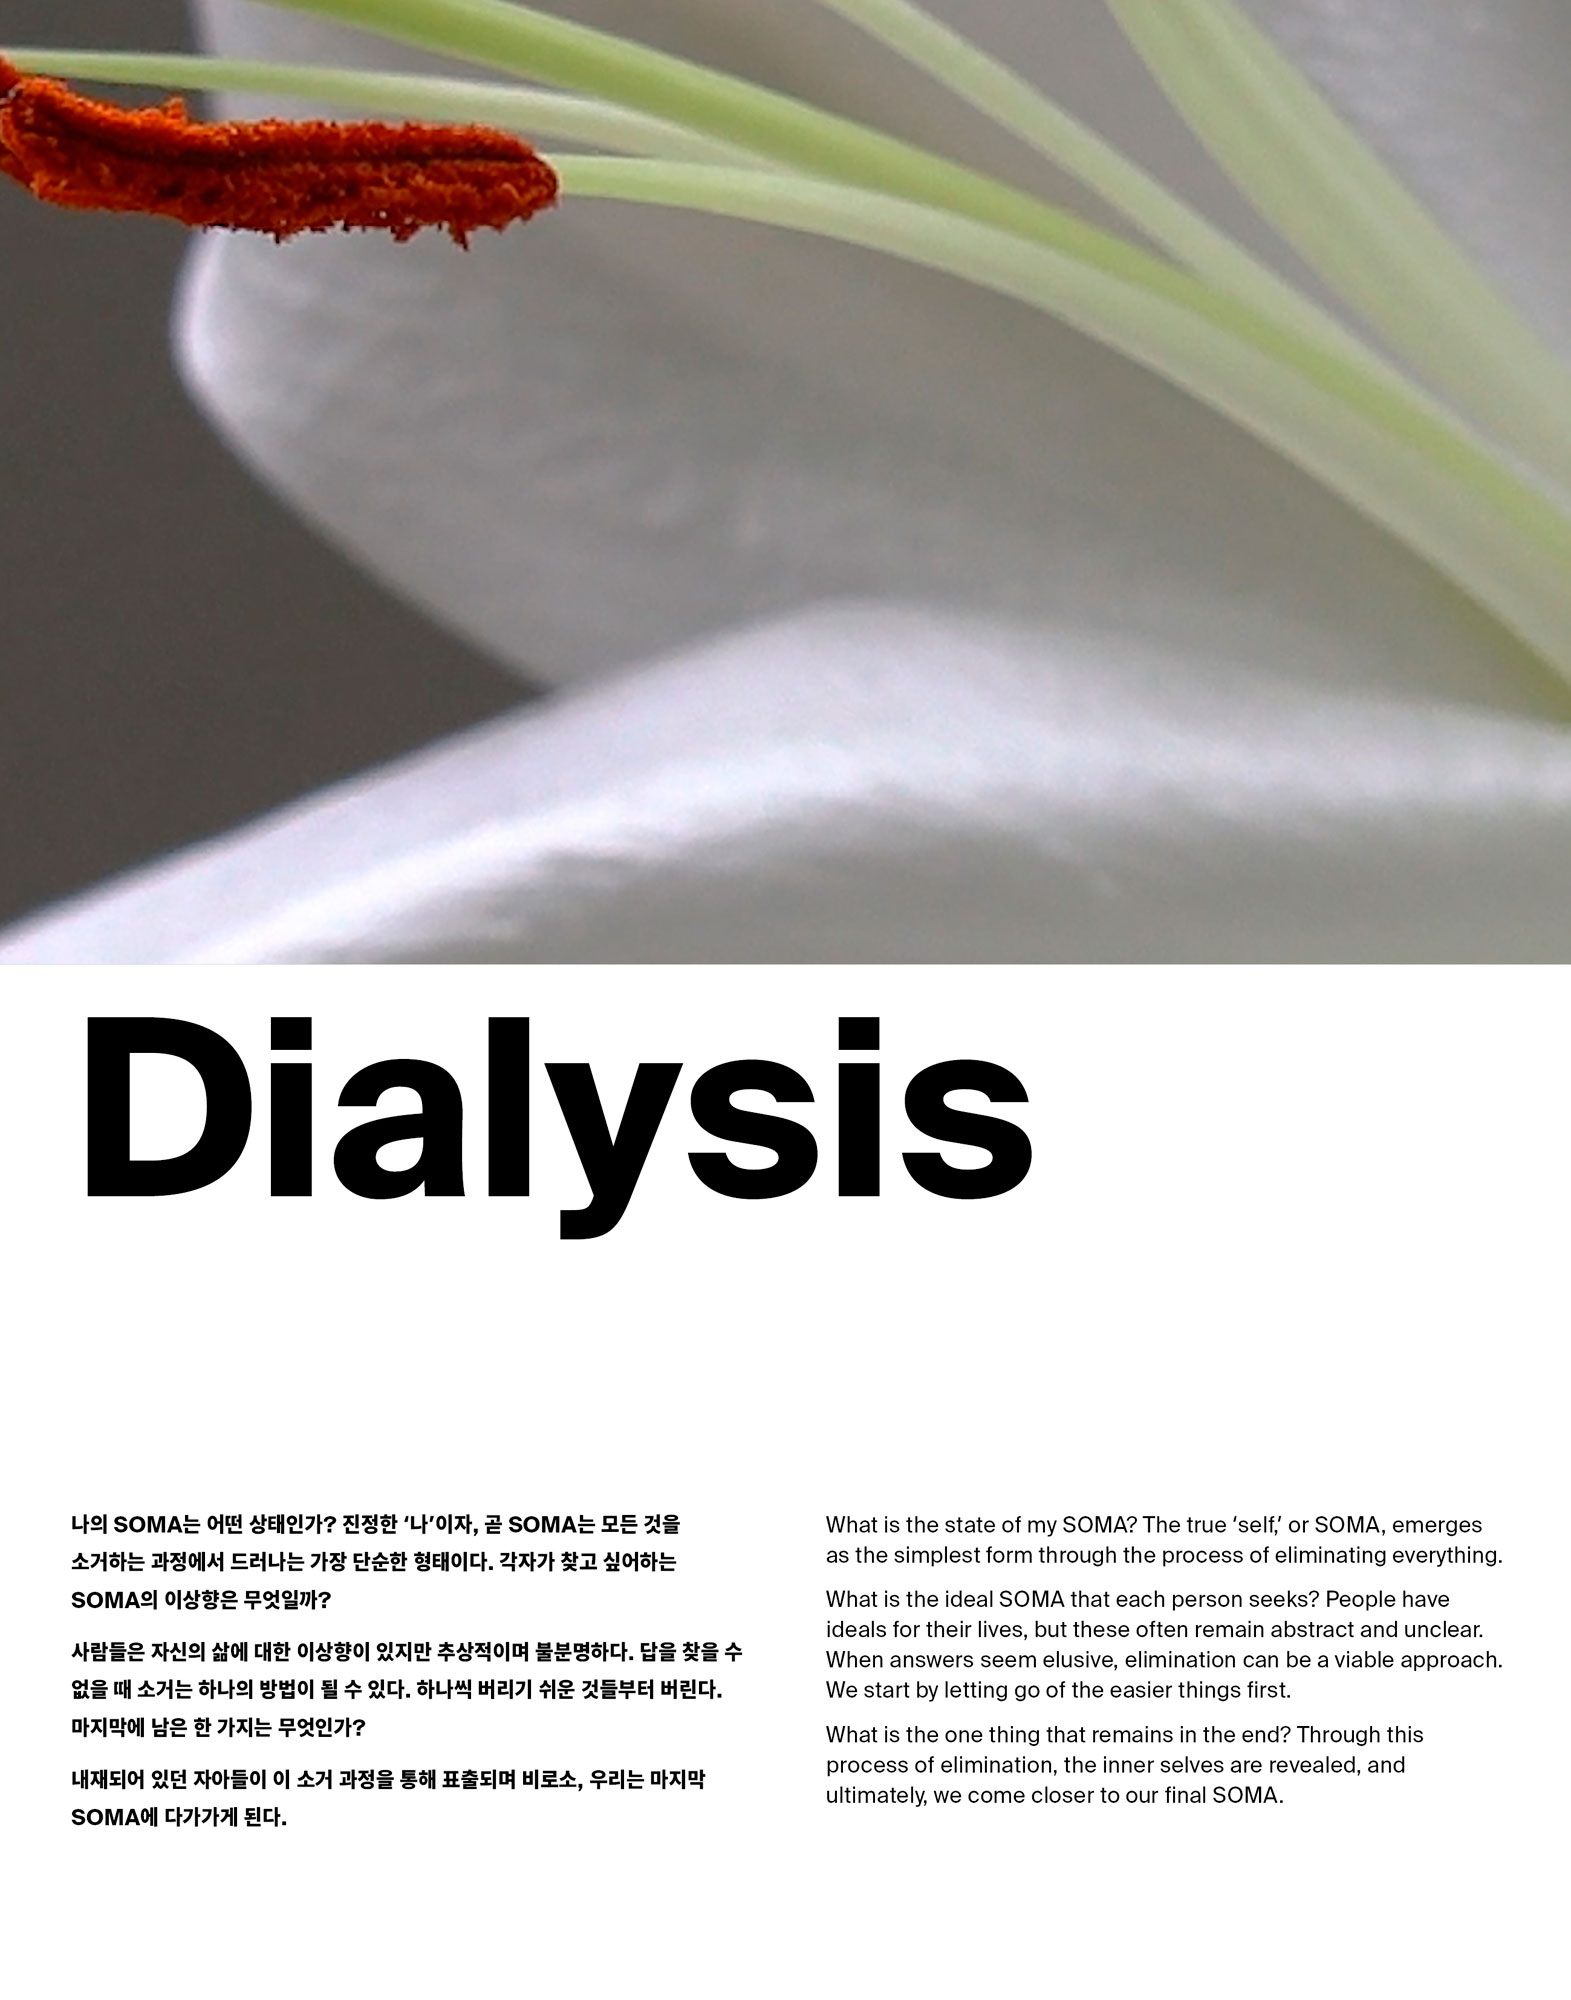 Dialysis
나의 SOMA는 어떤 상태인가? 진정한 ‘나’이자, 곧 SOMA는 모든 것을
소거하는 과정에서 드러나는 가장 단순한 형태이다. 각자가 찾고 싶어하는
SOMA의 이상향은 무엇일까?
사람들은 자신의 삶에 대한 이상향이 있지만 추상적이며 불분명하다. 답을 찾을 수
없을 때 소거는 하나의 방법이 될 수 있다. 하나씩 버리기 쉬운 것들부터 버린다.
마지막에 남은 한 가지는 무엇인가?
내재되어 있던 자아들이 이 소거 과정을 통해 표출되며 비로소, 우리는 마지막
SOMA에 다가가게 된다.
What is the state of my SOMA? The true ‘self,’ or SOMA, emerges
as the simplest form through the process of eliminating everything.
What is the ideal SOMA that each person seeks? People have
ideals for their lives, but these often remain abstract and unclear.
When answers seem elusive, elimination can be a viable approach.
We start by letting go of the easier things first.
What is the one thing that remains in the end? Through this
process of elimination, the inner selves are revealed, and
ultimately, we come closer to our final SOMA.